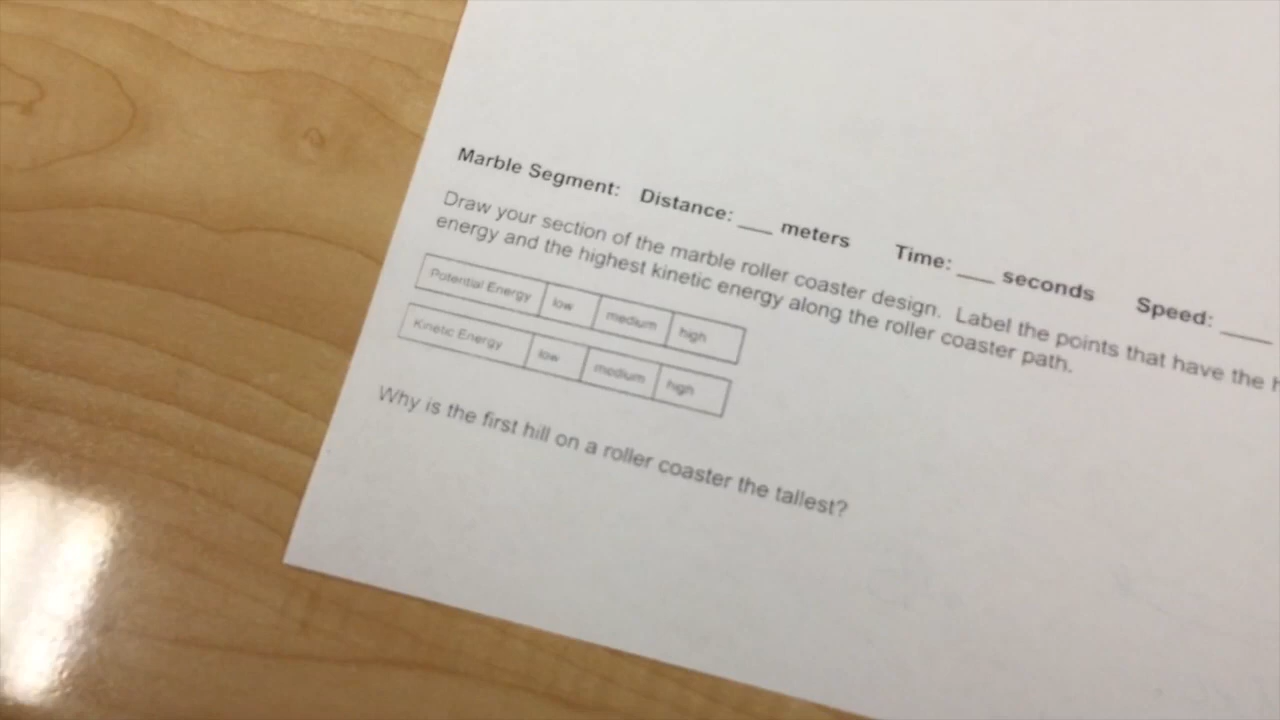 Marble Segment: Distance: ___ meters Time: ___ seconds Speed: ____
Draw your section of the marble roller coaster design. Label the points that have the
energy and the highest kinetic energy along the roller coaster path.
Potential Energy low medium high
Kinetic Energy low medium high
Why is the first hill on a roller coaster the tallest?